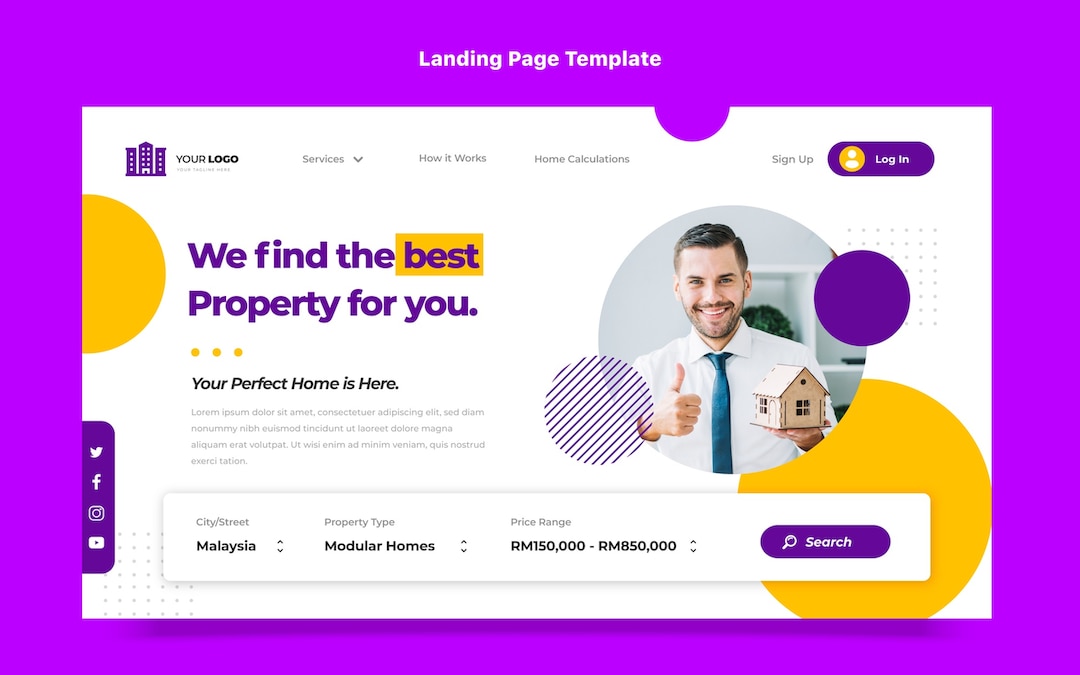 Landing Page Template
YOUR LOGO
YOUR TAGLINE HERE
Services
How it Works
Home Calculations
Sign Up
Log In
We find the best
Property for you.
Your Perfect Home is Here.
Lorem ipsum dolor sit amet, consectetuer adipiscing elit, sed diam
nonummy nibh euismod tincidunt ut laoreet dolore magna
aliquam erat volutpat. Ut wisi enim ad minim veniam, quis nostrud
exerci tation.
City/Street
Malaysia
Property Type
Modular Homes
Price Range
RM150,000 - RM850,000
Search